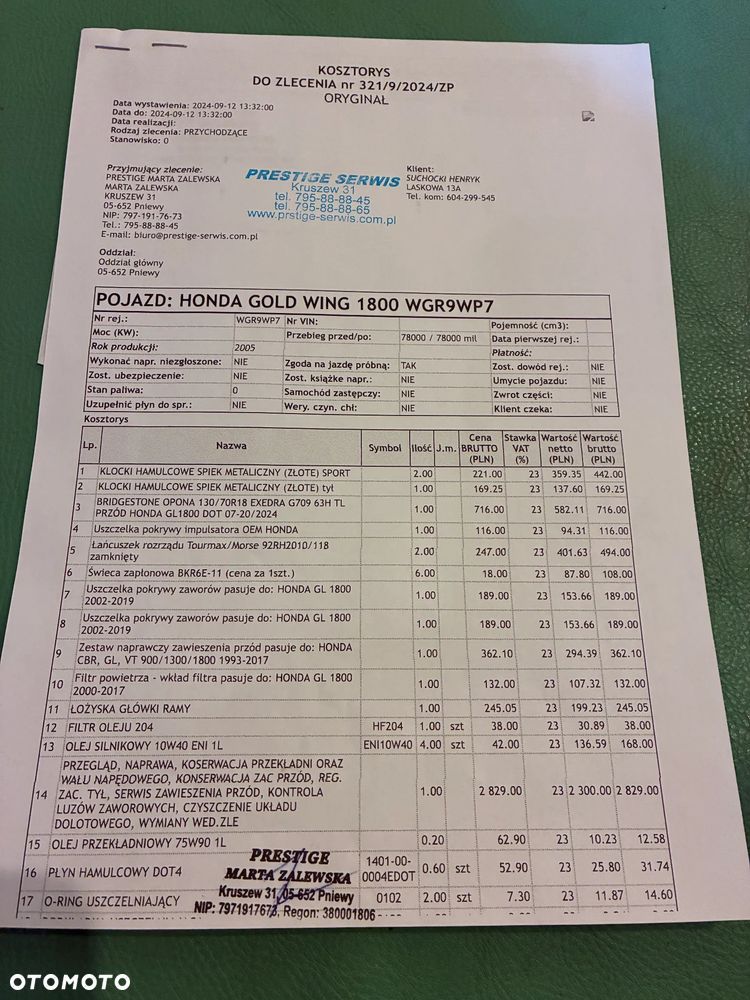 KOSZTORYS
DO ZLECENIA nr 321/9/2024/ZP
ORYGINAŁ
Data wystawienia: 2024-09-12 13:32:00
Data do: 2024-09-12 13:32:00
Data realizacji:
Rodzaj zlecenia: PRZYCHODZĄCE
Stanowisko: 0
Przyjmujący zlecenie:
PRESTIGE MARTA ZALEWSKA
MARTA ZALEWSKA
KRUSZEW 31
05-652 Pniewy
NIP: 797-191-76-73
Tel.: 795-88-88-45
E-mail: biuro@prestige-serwis.com.pl
PRESTIGE SERWIS
Kruszew 31
tel. 795-88-88-45
tel. 795-88-88-65
www.prstige-serwis.com.pl
Klient:
SUCHOCKI HENRYK
LASKOWA 13A
Tel. kom: 604-299-545
Oddział:
Oddział główny
05-652 Pniewy
POJAZD: HONDA GOLD WING 1800 WGR9WP7
Nr rej.: WGR9WP7 Nr VIN: Pojemność (cm3):
Moc (KW): Przebieg przed/po: 78000 / 78000 mil Data pierwszej rej.:
Rok produkcji: 2005 Płatność:
Wykonać napr. niezgłoszone: NIE Zgoda na jazdę próbną: TAK Zost. dowód rej.: NIE
Zost. ubezpieczenie: NIE Zost. książke napr.: NIE Umycie pojazdu: NIE
Stan paliwa: 0 Samochód zastępczy: NIE Zwrot części: NIE
Uzupełnić płyn do spr.: NIE Wery. czyn. chł: NIE Klient czeka: NIE
Kosztorys
Lp. Nazwa Symbol Ilość J.m. Cena BRUTTO (PLN) Stawka VAT (%) Wartość netto (PLN) Wartość brutto (PLN)
1 KLOCKI HAMULCOWE SPIEK METALICZNY (ZŁOTE) SPORT 2.00 221.00 23 359.35 442.00
2 KLOCKI HAMULCOWE SPIEK METALICZNY (ZŁOTE) tył 1.00 169.25 23 137.60 169.25
3 BRIDGESTONE OPONA 130/70R18 EXEDRA G709 63H TL
PRZÓD HONDA GL1800 DOT 07-20/2024 1.00 716.00 23 582.11 716.00
4 Uszczelka pokrywy impulsatora OEM HONDA 1.00 116.00 23 94.31 116.00
5 Łańcuszek rozrządu Tourmax/Morse 92RH2010/118
zamknięty 2.00 247.00 23 401.63 494.00
6 Świeca zapłonowa BKR6E-11 (cena za 1szt.) 6.00 18.00 23 87.80 108.00
7 Uszczelka pokrywy zaworów pasuje do: HONDA GL 1800
2002-2019 1.00 189.00 23 153.66 189.00
8 Uszczelka pokrywy zaworów pasuje do: HONDA GL 1800
2002-2019 1.00 189.00 23 153.66 189.00
9 Zestaw naprawczy zawieszenia przód pasuje do: HONDA
CBR, GL, VT 900/1300/1800 1993-2017 1.00 362.10 23 294.39 362.10
10 Filtr powietrza - wkład filtra pasuje do: HONDA GL 1800
2000-2017 1.00 132.00 23 107.32 132.00
11 ŁOŻYSKA GŁÓWKI RAMY 1.00 245.05 23 199.23 245.05
12 FILTR OLEJU 204 HF204 1.00 szt 38.00 23 30.89 38.00
13 OLEJ SILNIKOWY 10W40 ENI 1L ENI10W40 4.00 szt 42.00 23 136.59 168.00
14 PRZEGLĄD, NAPRAWA, KOSERWACJA PRZEKŁADNI ORAZ
WAŁU NAPĘDOWEGO, KONSERWACJA ZAC PRZÓD, REG.
ZAC. TYŁ, SERWIS ZAWIESZENIA PRZÓD, KONTROLA
LUZÓW ZAWOROWYCH, CZYSZCZENIE UKŁADU
DOLOTOWEGO, WYMIANY WED.ZLE 1.00 2 829.00 23 2 300.00 2 829.00
15 OLEJ PRZEKŁADNIOWY 75W90 1L 0.20 62.90 23 10.23 12.58
16 PŁYN HAMULCOWY DOT4 1401-00-0004EDOT 0.60 szt 52.90 23 25.80 31.74
17 O-RING USZCZELNIAJĄCY 0102 2.00 szt 7.30 23 11.87 14.60
PRESTIGE
MARTA ZALEWSKA
Kruszew 31, 05-652 Pniewy
NIP: 7971917673, Regon: 380001806
OTOMOTO